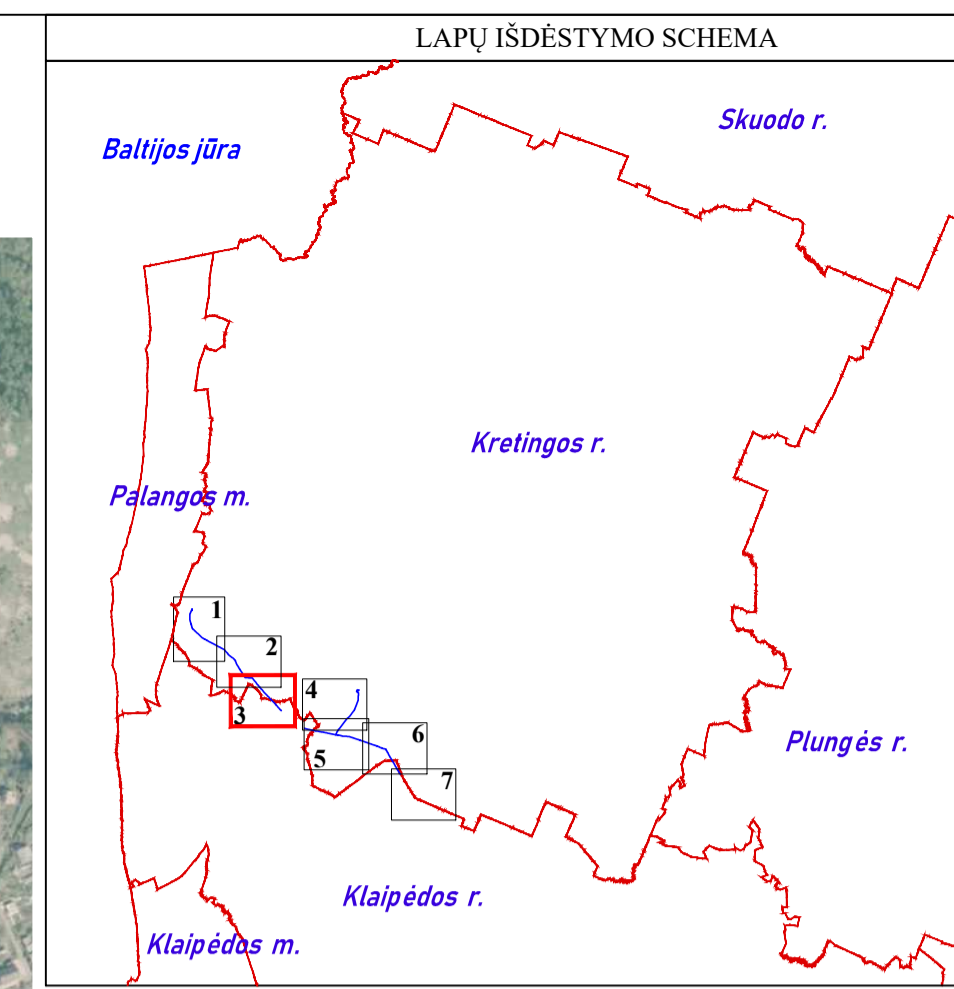 LAPŲ IŠDĖSTYMO SCHEMA
Skuodo r.
Baltijos jūra
Kretingos r.
Palangos m.
1
2
3
4
5
6
7
Plungės r.
Klaipėdos r.
Klaipėdos m.